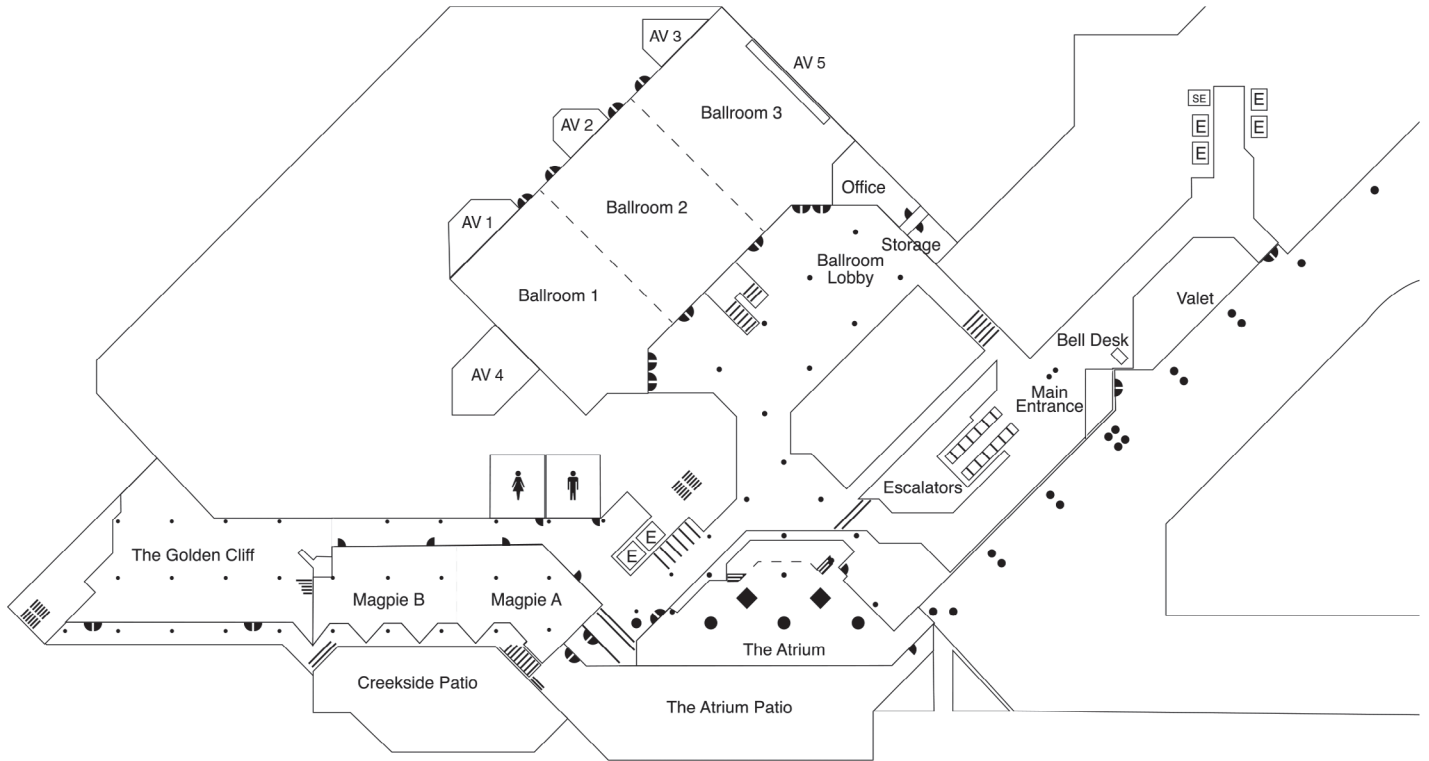 AV 3
AV 5
SE
E
E
E
E
Ballroom 3
AV 2
Office
Ballroom 2
AV 1
Storage
Ballroom
Lobby
Ballroom 1
Valet
Bell Desk
AV 4
Main
Entrance
Escalators
E
E
The Golden Cliff
Magpie B
Magpie A
The Atrium
Creekside Patio
The Atrium Patio